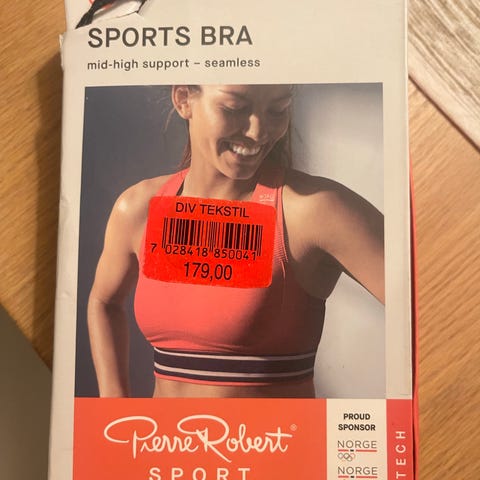 SPORTS BRA
mid-high support – seamless
DIV TEKSTIL
7 028418 850041
179,00
Pierre Robert®
SPORT
PROUD
SPONSOR
NORGE
NORGE
TECH